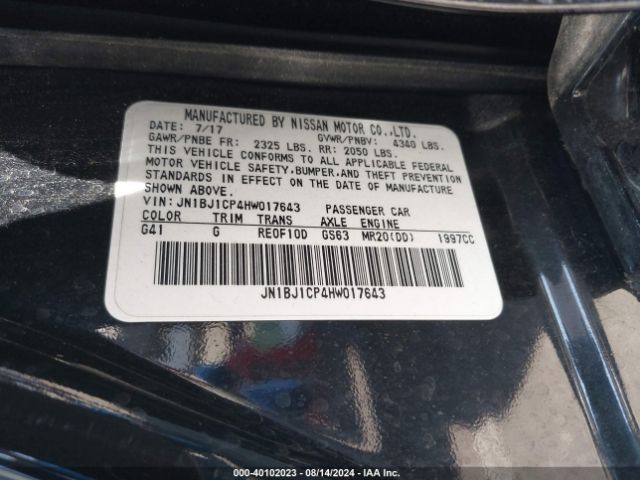 MANUFACTURED BY NISSAN MOTOR CO.,LTD.
DATE: 7/17
GVWR/PNBV: 4340 LBS.
GAWR/PNBE FR: 2325 LBS. RR: 2050 LBS.
THIS VEHICLE CONFORMS TO ALL APPLICABLE FEDERAL
MOTOR VEHICLE SAFETY,BUMPER,AND THEFT PREVENTION
STANDARDS IN EFFECT ON THE DATE OF MANUFACTURE
SHOWN ABOVE.
VIN: JN1BJ1CP4HW017643 PASSENGER CAR
COLOR TRIM TRANS AXLE ENGINE
G41 G RE0F10D GS63 MR20(DD) 1997CC
JN1BJ1CP4HW017643
000-40102023 - 08/14/2024 - IAA Inc.